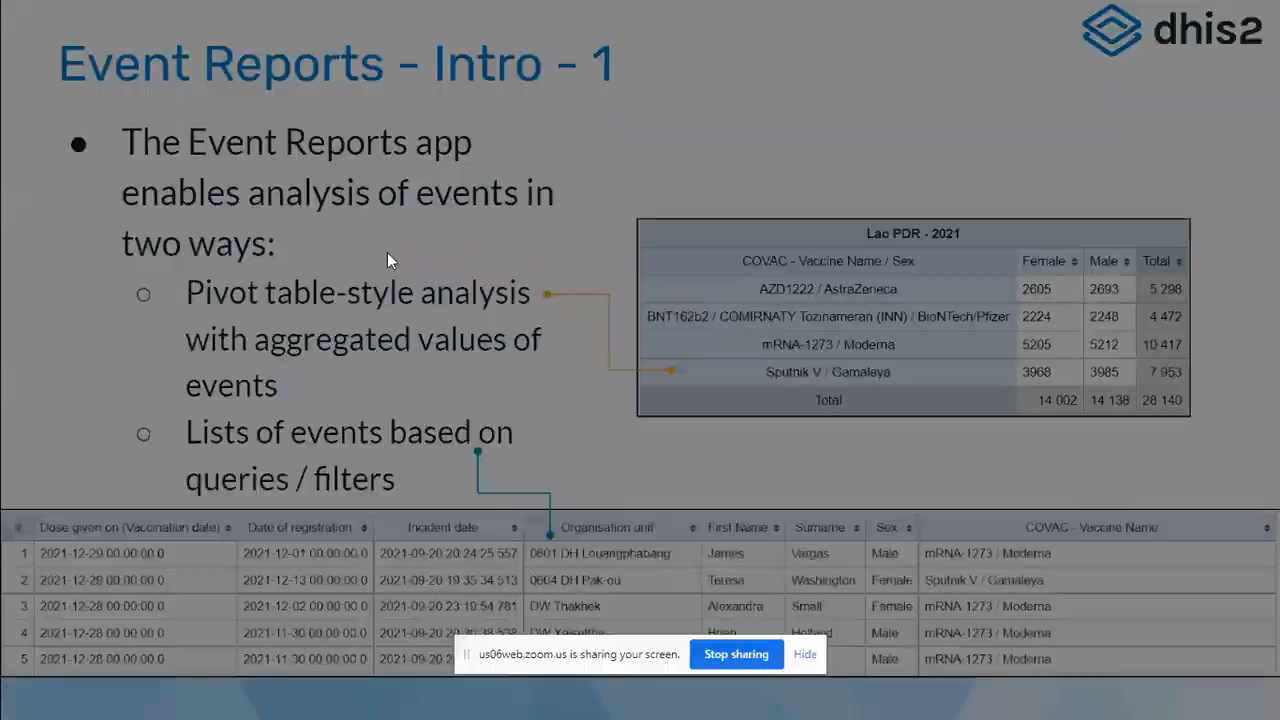 dhis2
Event Reports - Intro - 1
● The Event Reports app
enables analysis of events in
two ways:
○ Pivot table-style analysis
with aggregated values of
events
○ Lists of events based on
queries / filters
Lao PDR - 2021
COVAC - Vaccine Name / Sex Female Male Total
AZD1222 / AstraZeneca 2605 2693 5 298
BNT162b2 / COMIRNATY Tozinameran (INN) / BioNTech/Pfizer 2224 2248 4 472
mRNA-1273 / Moderna 5205 5212 10 417
Sputnik V / Gamaleya 3968 3985 7 953
Total 14 002 14 138 28 140
# Dose given on (Vaccination date) Date of registration Incident date Organisation unit First Name Surname Sex COVAC - Vaccine Name
1 2021-12-29 00:00:00.0 2021-12-01 00:00:00.0 2021-09-20 20:24:25.557 0601 DH Louangphabang James Vargas Male mRNA-1273 / Moderna
2 2021-12-29 00:00:00.0 2021-12-13 00:00:00.0 2021-09-20 19:35:34.513 0604 DH Pak-ou Teresa Washington Female Sputnik V / Gamaleya
3 2021-12-28 00:00:00.0 2021-12-02 00:00:00.0 2021-09-20 23:19:54.781 DW Thakhek Alexandra Small Female mRNA-1273 / Moderna
4 2021-12-28 00:00:00.0 2021-11-30 00:00:00.0 Male mRNA-1273 / Moderna
5 2021-12-28 00:00:00.0 2021-11-30 00:00:00.0 Male mRNA-1273 / Moderna
us06web.zoom.us is sharing your screen. Stop sharing Hide